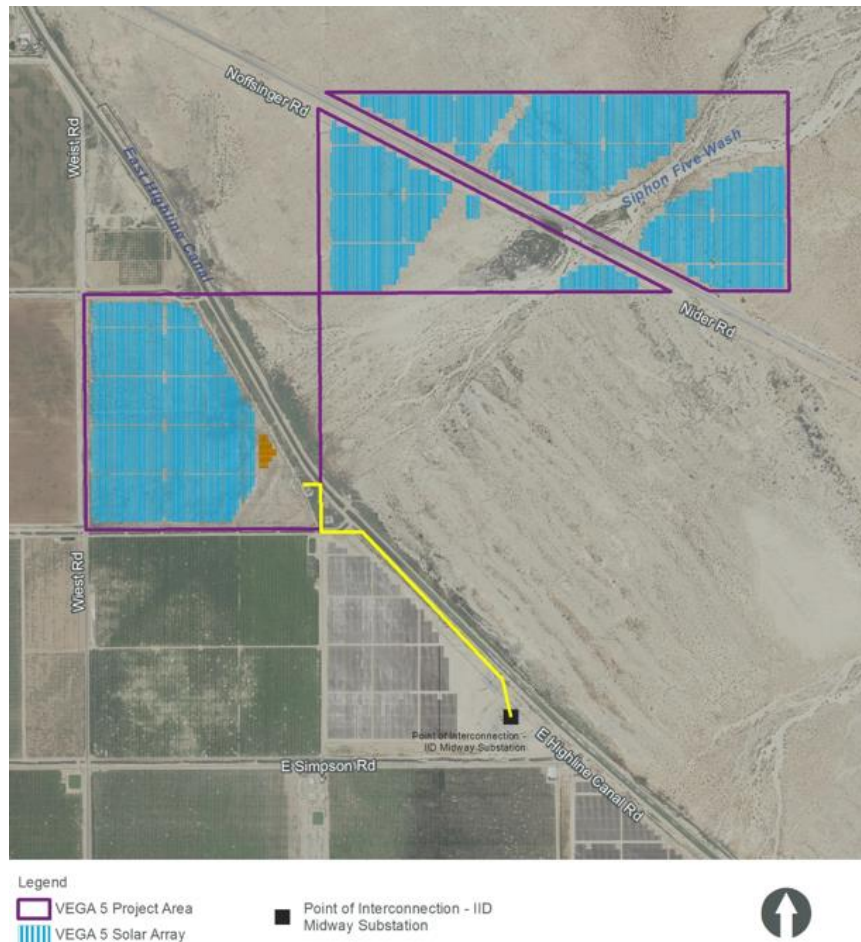 Noffsinger Rd
Weist Rd
East Highline Canal
Siphon Five Wash
Nider Rd
Wiest Rd
Point of Interconnection -
IID Midway Substation
E Highline Canal Rd
E Simpson Rd
Legend
VEGA 5 Project Area
VEGA 5 Solar Array
Point of Interconnection - IID
Midway Substation